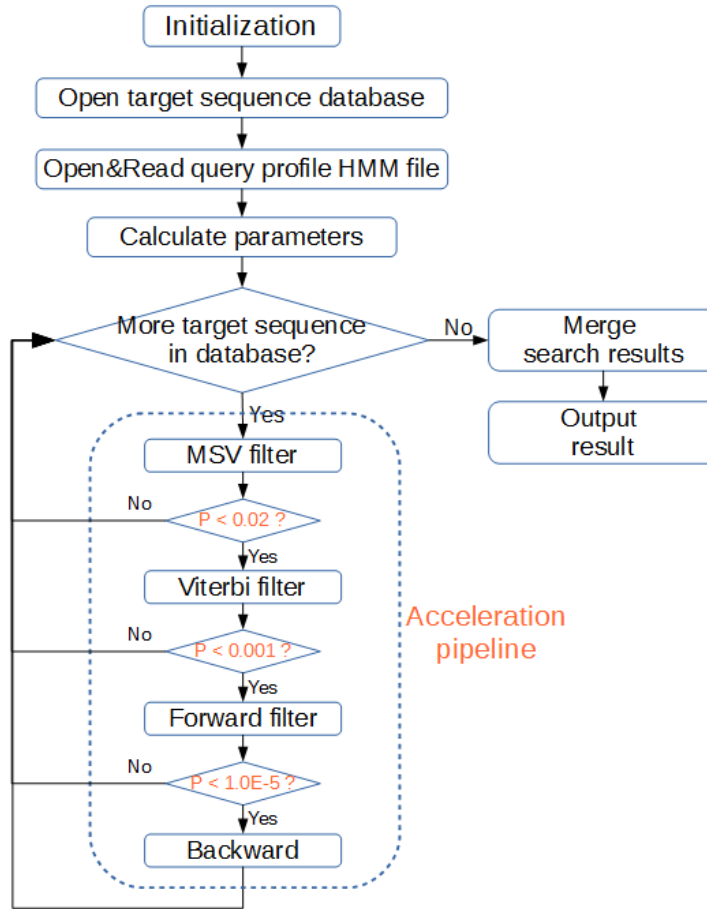 Initialization
Open target sequence database
Open&Read query profile HMM file
Calculate parameters
More target sequence
in database?
No
Merge
search results
Output
result
Yes
MSV filter
No
P < 0.02 ?
Yes
Viterbi filter
No
P < 0.001 ?
Yes
Forward filter
No
P < 1.0E-5 ?
Yes
Backward
Acceleration
pipeline